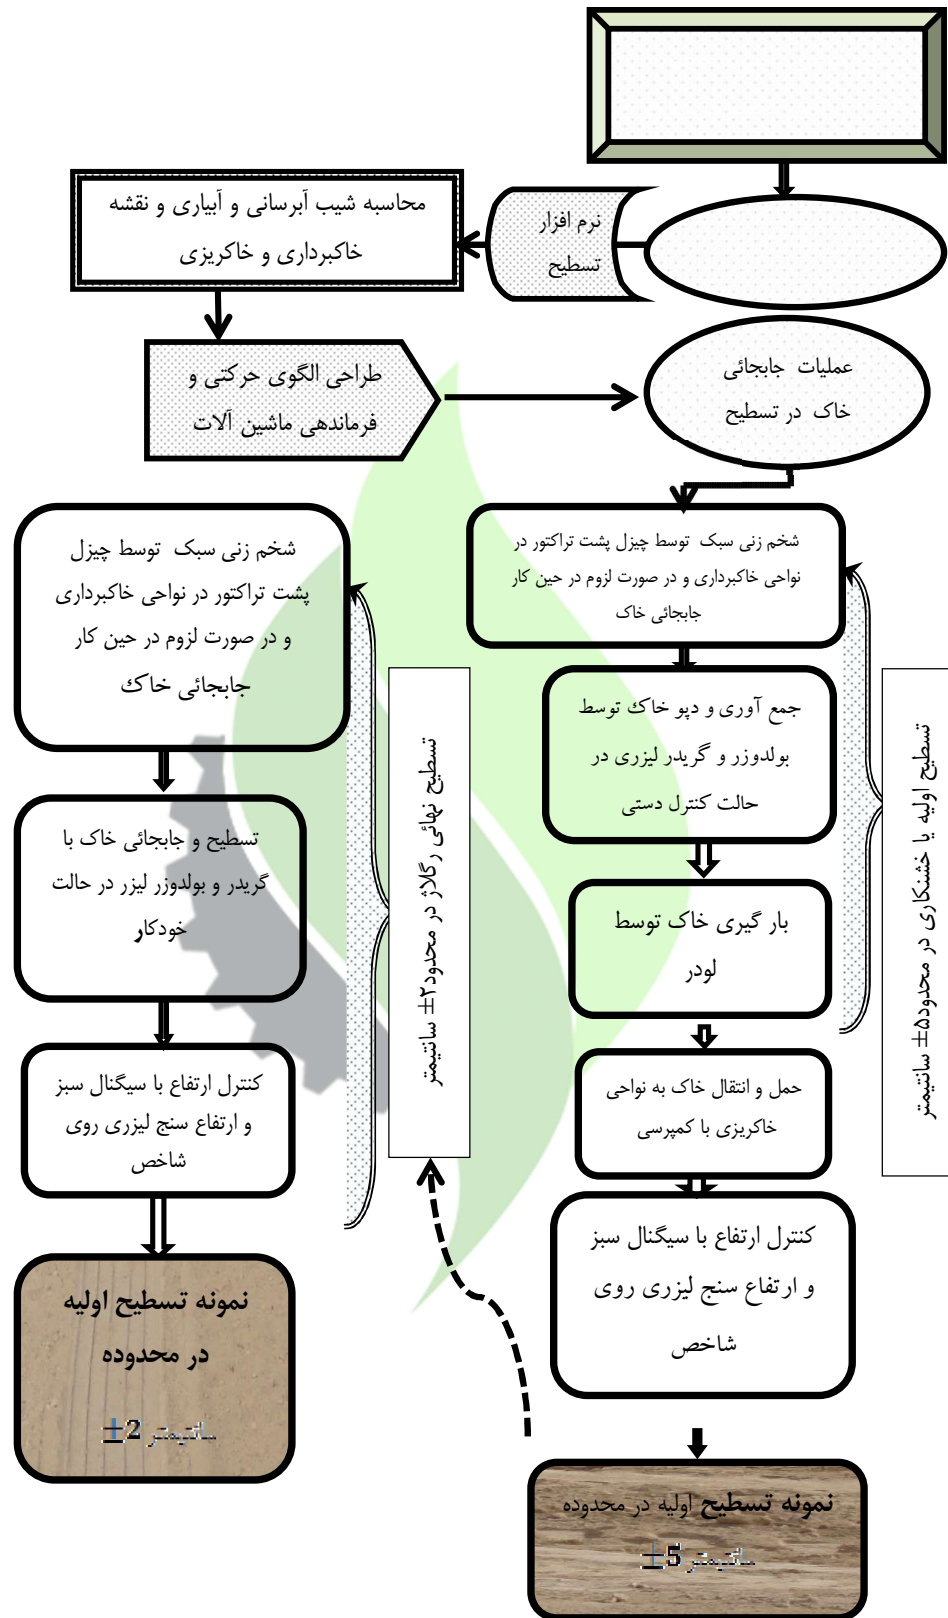 نرم افزار
تسطیح
محاسبه شیب آبرسانی و آبیاری و نقشه
خاکبرداری و خاکریزی
طراحی الگوی حرکتی و
فرماندهی ماشین آلات
عملیات جابجائی
خاک در تسطیح
شخم زنی سبک توسط چیزل پشت تراکتور در
نواحی خاکبرداری و در صورت لزوم در حین کار
جابجائی خاک
جمع آوری و دپو خاک توسط
بولدوزر و گریدر لیزری در
حالت کنترل دستی
بار گیری خاک توسط
لودر
حمل و انتقال خاک به نواحی
خاکریزی با کمپرسی
کنترل ارتفاع با سیگنال سبز
و ارتفاع سنج لیزری روی
شاخص
نمونه تسطیح اولیه در محدوده
±5 سانتیمتر
تسطیح اولیه یا خشنکاری در محدود۵± سانتیمتر
شخم زنی سبک توسط چیزل
پشت تراکتور در نواحی خاکبرداری
و در صورت لزوم در حین کار
جابجائی خاک
تسطیح و جابجائی خاک با
گریدر و بولدوزر لیزر در حالت
خودکار
کنترل ارتفاع با سیگنال سبز
و ارتفاع سنج لیزری روی
شاخص
نمونه تسطیح اولیه
در محدوده
±2 سانتیمتر
تسطیح نهائی رگلاژ در محدود۲± سانتیمتر